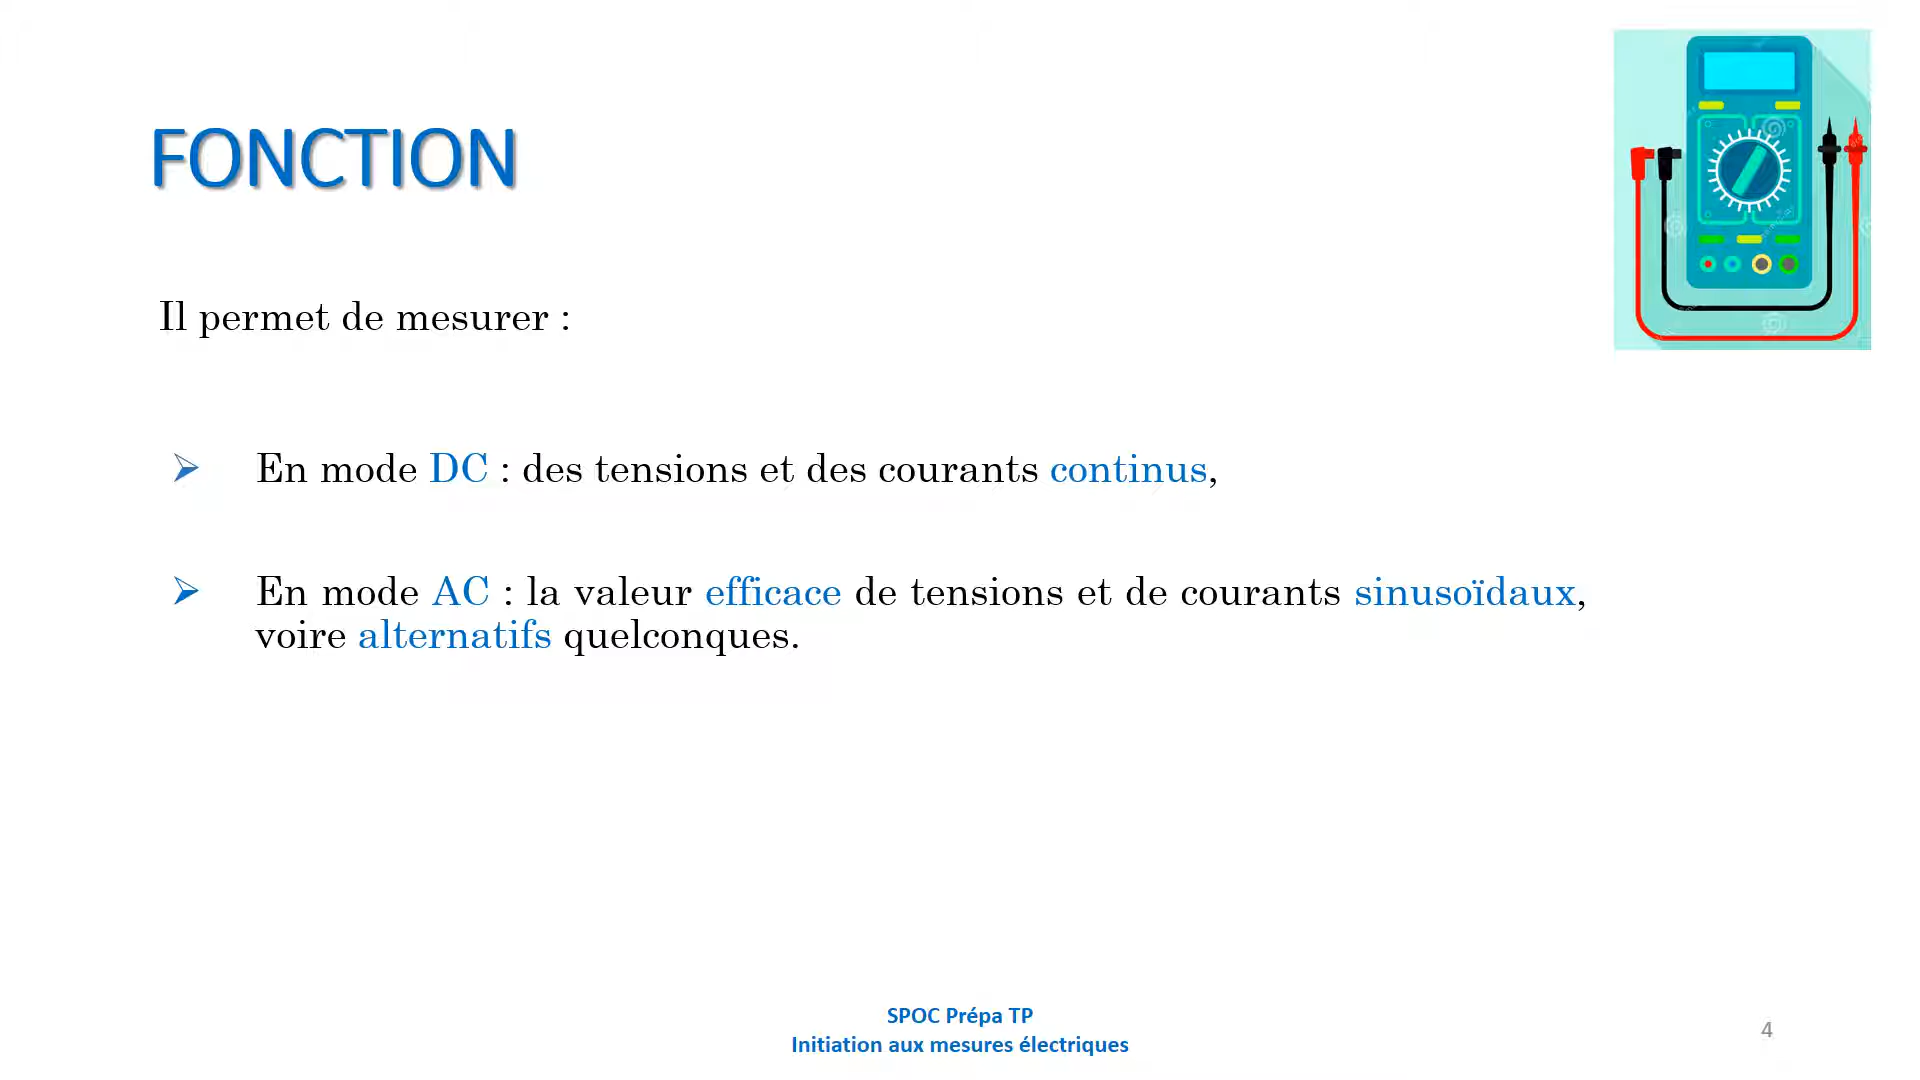 FONCTION
Il permet de mesurer :
En mode DC : des tensions et des courants continus,
En mode AC : la valeur efficace de tensions et de courants sinusoïdaux,
voire alternatifs quelconques.
SPOC Prépa TP
Initiation aux mesures électriques
4